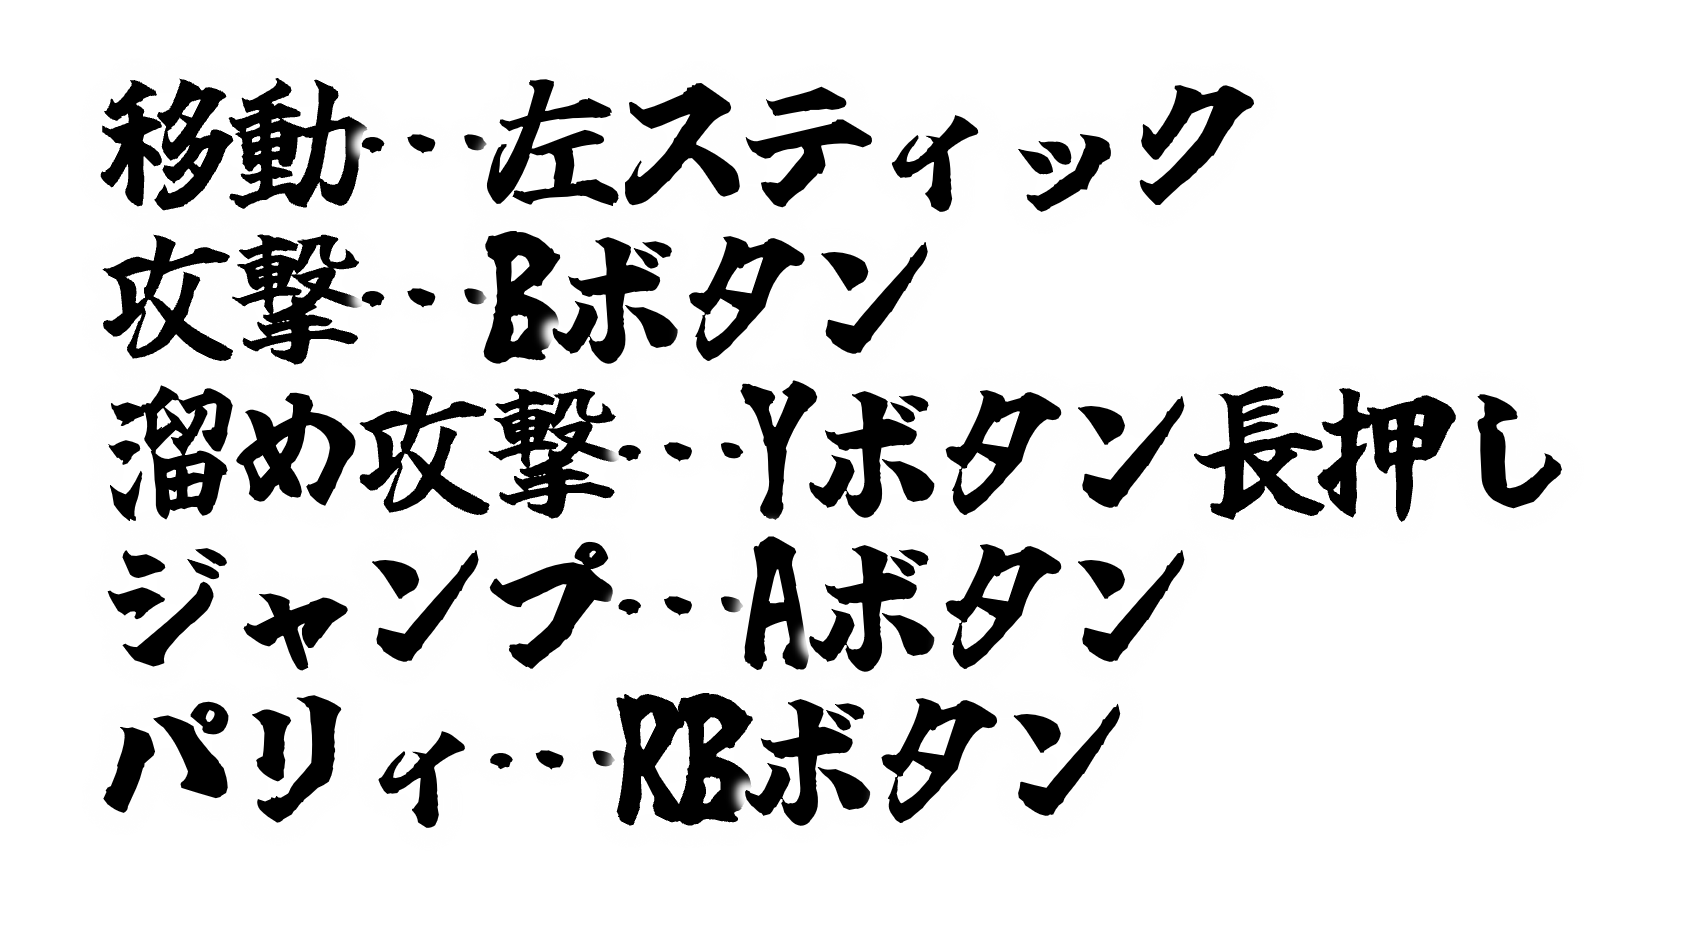 移動…左スティック
攻撃…Bボタン
溜め攻撃…Yボタン長押し
ジャンプ…Aボタン
パリィ…RBボタン